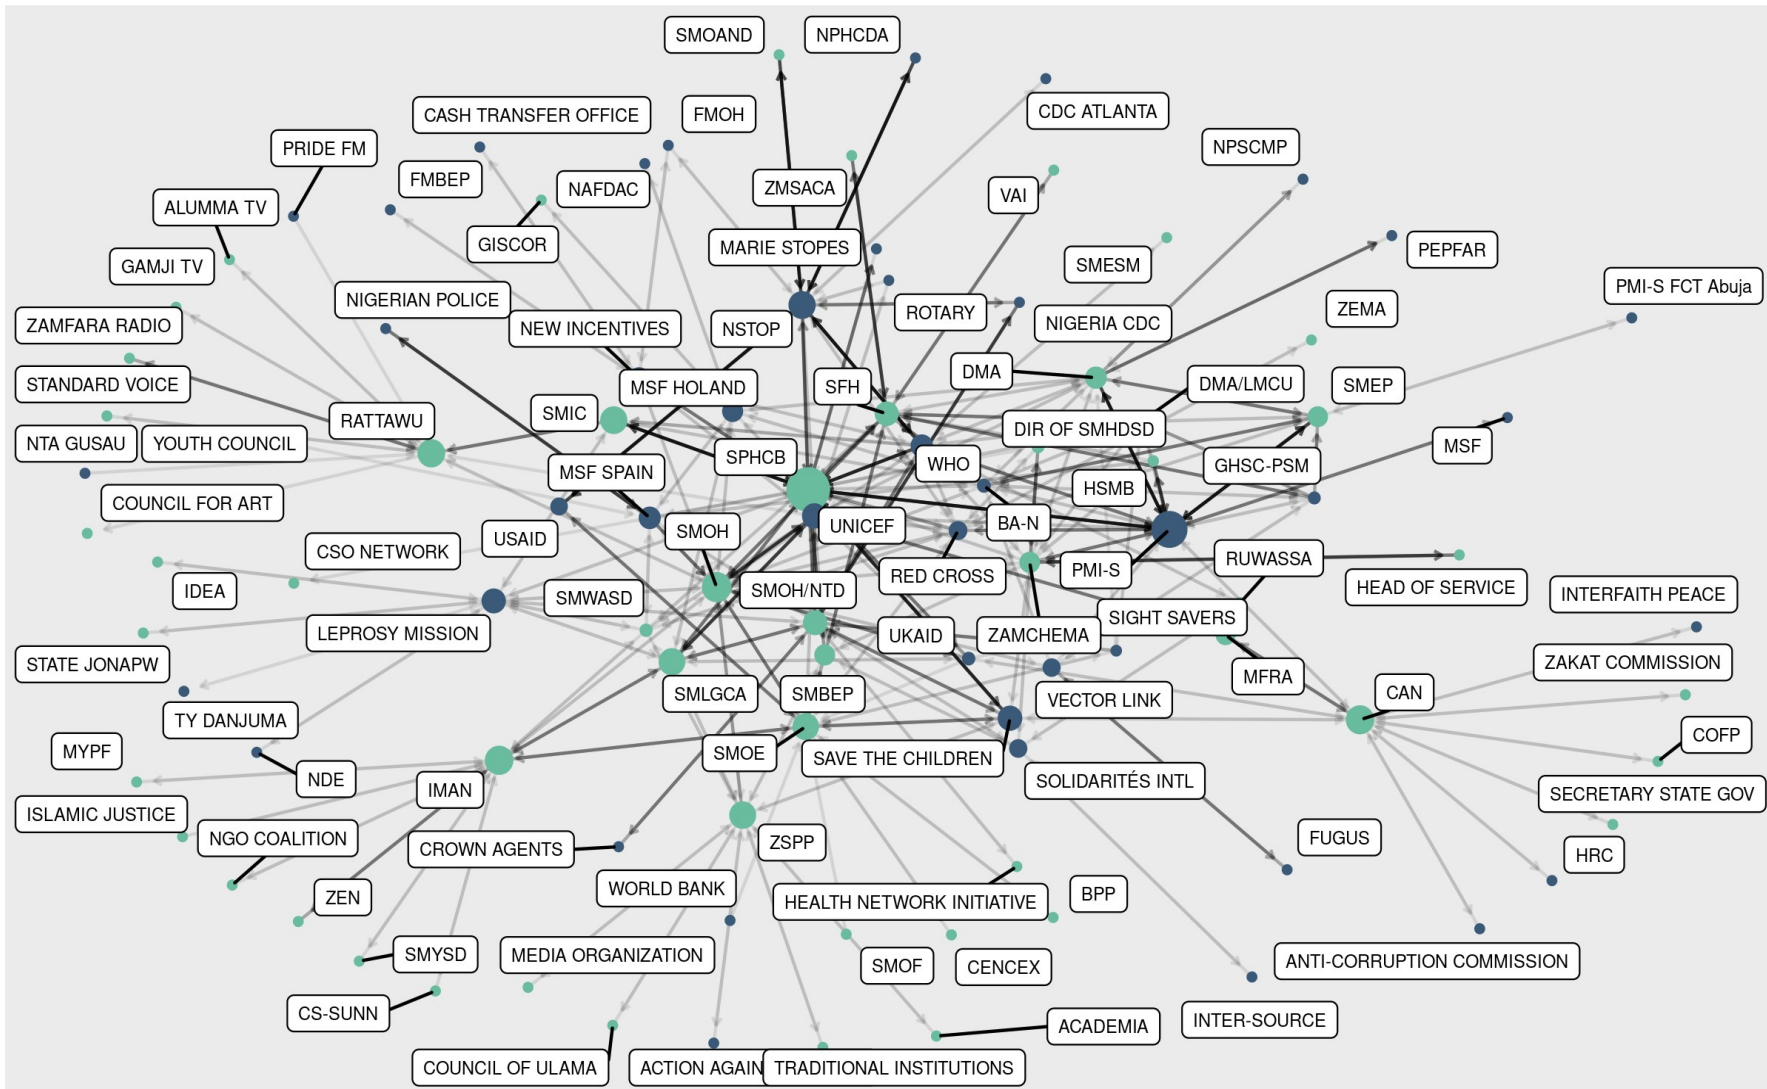 SMOAND
NPHCDA
CASH TRANSFER OFFICE
FMOH
CDC ATLANTA
PRIDE FM
NPSCMP
FMBEP
NAFDAC
ZMSACA
VAI
ALUMMA TV
GISCOR
MARIE STOPES
PEPFAR
GAMJI TV
SMESM
PMI-S FCT Abuja
NIGERIAN POLICE
ROTARY
ZEMA
ZAMFARA RADIO
NEW INCENTIVES
NSTOP
NIGERIA CDC
DMA
STANDARD VOICE
MSF HOLAND
SFH
DMA/LMCU
SMEP
SMIC
RATTAWU
DIR OF SMHDSD
NTA GUSAU
YOUTH COUNCIL
MSF
SPHCB
WHO
GHSC-PSM
MSF SPAIN
HSMB
COUNCIL FOR ART
SMOH
UNICEF
BA-N
USAID
CSO NETWORK
RUWASSA
PMI-S
RED CROSS
HEAD OF SERVICE
IDEA
SMWASD
SMOH/NTD
INTERFAITH PEACE
SIGHT SAVERS
LEPROSY MISSION
UKAID
ZAMCHEMA
STATE JONAPW
ZAKAT COMMISSION
MFRA
SMLGCA
SMBEP
VECTOR LINK
CAN
TY DANJUMA
COFP
MYPF
SMOE
SAVE THE CHILDREN
NDE
IMAN
SOLIDARITÉS INTL
SECRETARY STATE GOV
ISLAMIC JUSTICE
NGO COALITION
FUGUS
ZSPP
CROWN AGENTS
HRC
WORLD BANK
BPP
ZEN
HEALTH NETWORK INITIATIVE
SMYSD
MEDIA ORGANIZATION
ANTI-CORRUPTION COMMISSION
SMOF
CENCEX
CS-SUNN
INTER-SOURCE
ACADEMIA
COUNCIL OF ULAMA
ACTION AGAIN
TRADITIONAL INSTITUTIONS